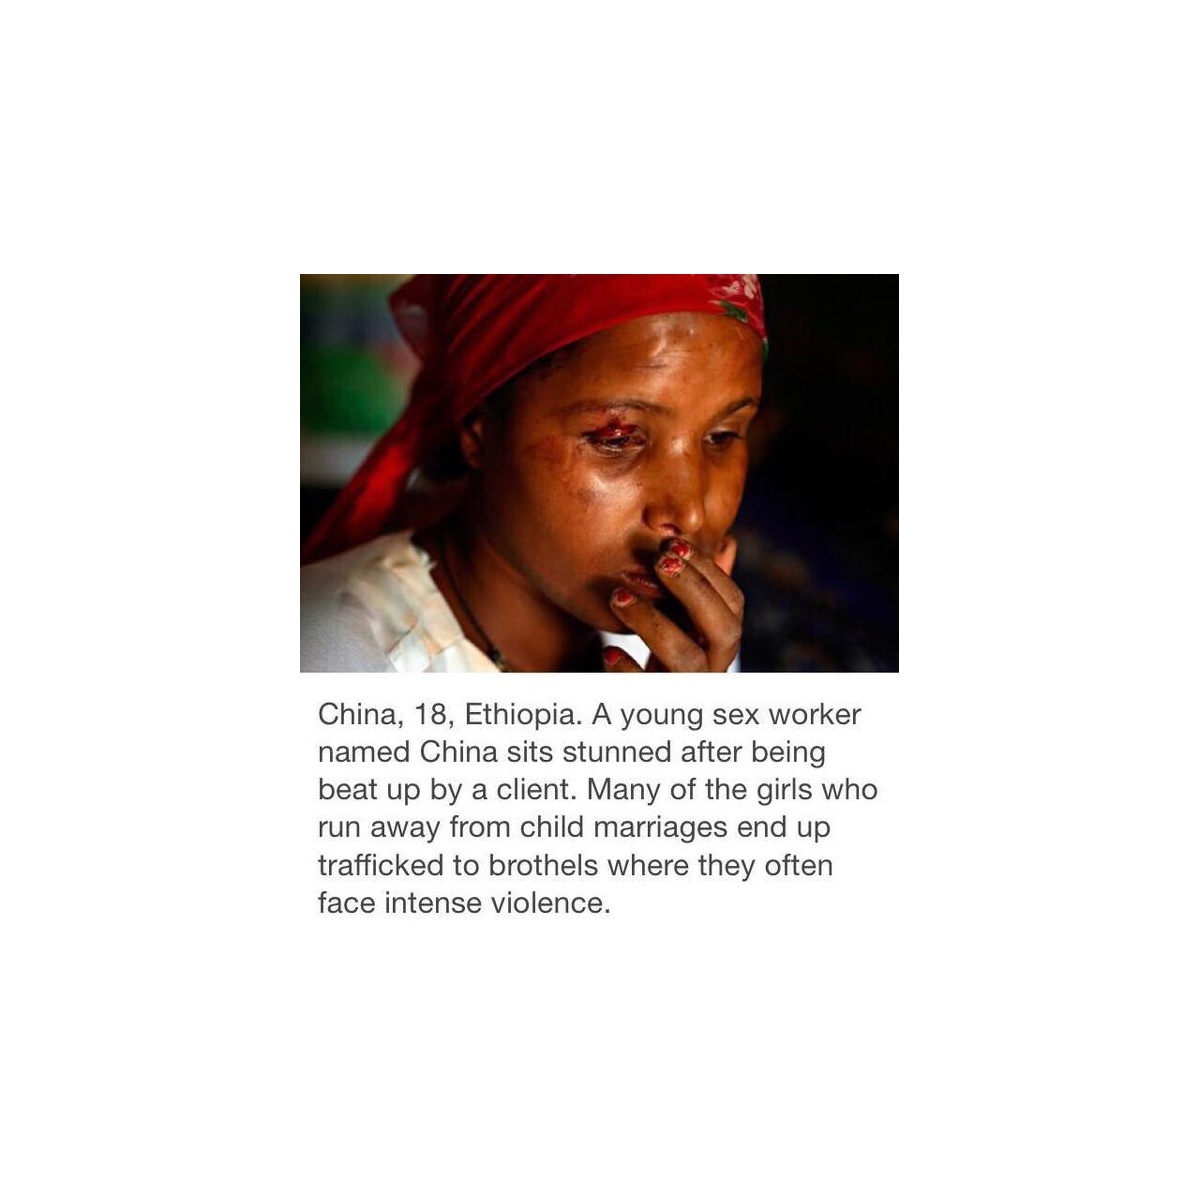 China, 18, Ethiopia. A young sex worker
named China sits stunned after being
beat up by a client. Many of the girls who
run away from child marriages end up
trafficked to brothels where they often
face intense violence.